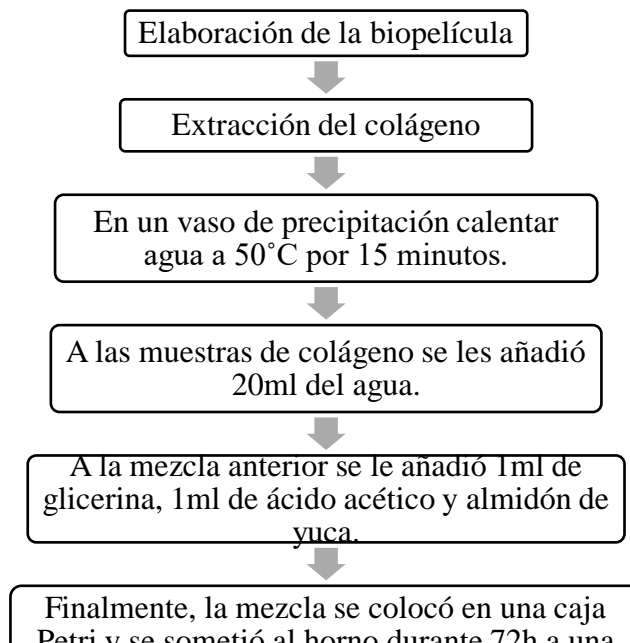 Elaboración de la biopelícula
Extracción del colágeno
En un vaso de precipitación calentar
agua a 50˚C por 15 minutos.
A las muestras de colágeno se les añadió
20ml del agua.
A la mezcla anterior se le añadió 1ml de
glicerina, 1ml de ácido acético y almidón de
yuca.
Finalmente, la mezcla se colocó en una caja
Petri y se sometió al horno durante 72h a una